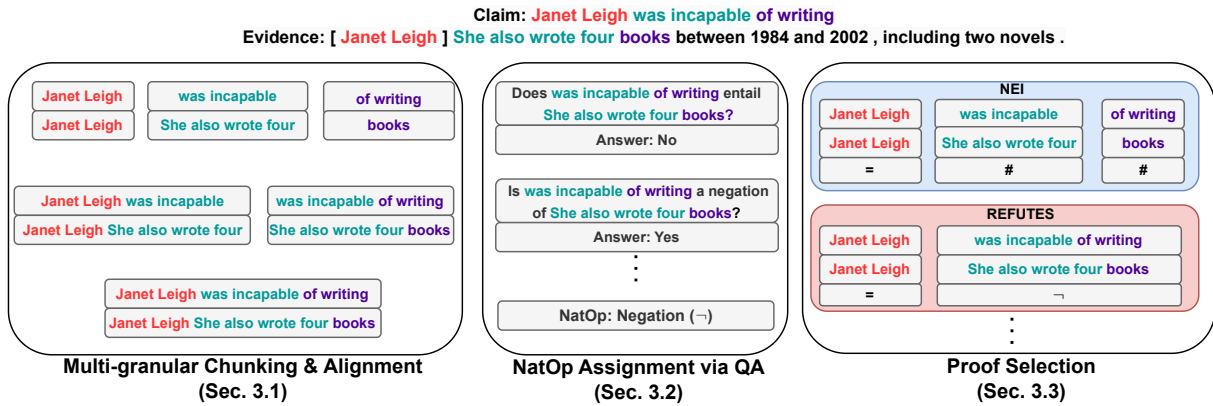 Claim: Janet Leigh was incapable of writing
Evidence: [ Janet Leigh ] She also wrote four books between 1984 and 2002 , including two novels .
Janet Leigh was incapable of writing
Janet Leigh She also wrote four books
Janet Leigh was incapable was incapable of writing
Janet Leigh She also wrote four She also wrote four books
Janet Leigh was incapable of writing
Janet Leigh She also wrote four books
Multi-granular Chunking & Alignment
(Sec. 3.1)
Does was incapable of writing entail
She also wrote four books?
Answer: No
Is was incapable of writing a negation
of She also wrote four books?
Answer: Yes
NatOp: Negation (¬)
NatOp Assignment via QA
(Sec. 3.2)
NEI
Janet Leigh was incapable of writing
Janet Leigh She also wrote four books
= # #
REFUTES
Janet Leigh was incapable of writing
Janet Leigh She also wrote four books
= ¬
Proof Selection
(Sec. 3.3)